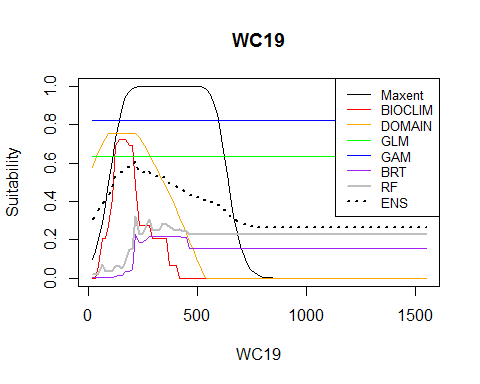 WC19
Suitability
1.0
0.8
0.6
0.4
0.2
0.0
Maxent
BIOCLIM
DOMAIN
GLM
GAM
BRT
RF
ENS
0 500 1000 1500
WC19